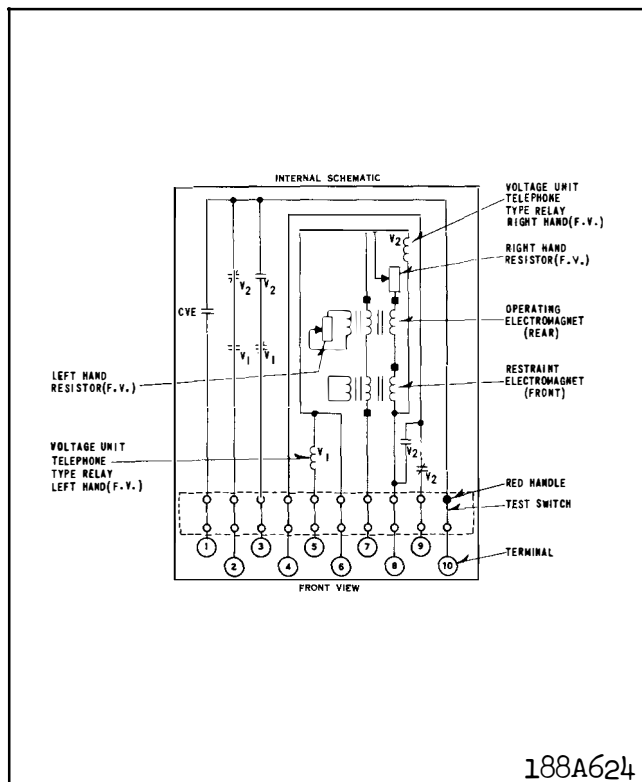 INTERNAL SCHEMATIC
VOLTAGE UNIT
TELEPHONE
TYPE RELAY
RIGHT HAND(F.V.)
V2
RIGHT HAND
RESISTOR(F.V.)
V2
V2
CVE
OPERATING
ELECTROMAGNET
(REAR)
V1
V1
LEFT HAND
RESISTOR(F.V.)
RESTRAINT
ELECTROMAGNET
(FRONT)
VOLTAGE UNIT
TELEPHONE
TYPE RELAY
LEFT HAND(F.V.)
V1
V2
V2
RED HANDLE
TEST SWITCH
1
2
3
4
5
6
7
8
9
10
TERMINAL
FRONT VIEW
188A624